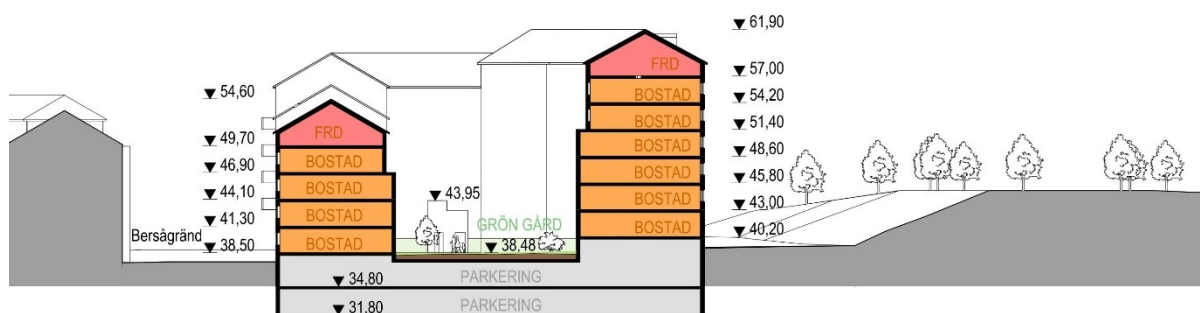 61,90
57,00
54,20
51,40
48,60
45,80
43,00
40,20
54,60
49,70
46,90
44,10
41,30
38,50
Bersågränd
FRD
BOSTAD
BOSTAD
BOSTAD
BOSTAD
FRD
BOSTAD
BOSTAD
BOSTAD
BOSTAD
BOSTAD
BOSTAD
43,95
GRÖN GÅRD
38,48
34,80
PARKERING
31,80
PARKERING